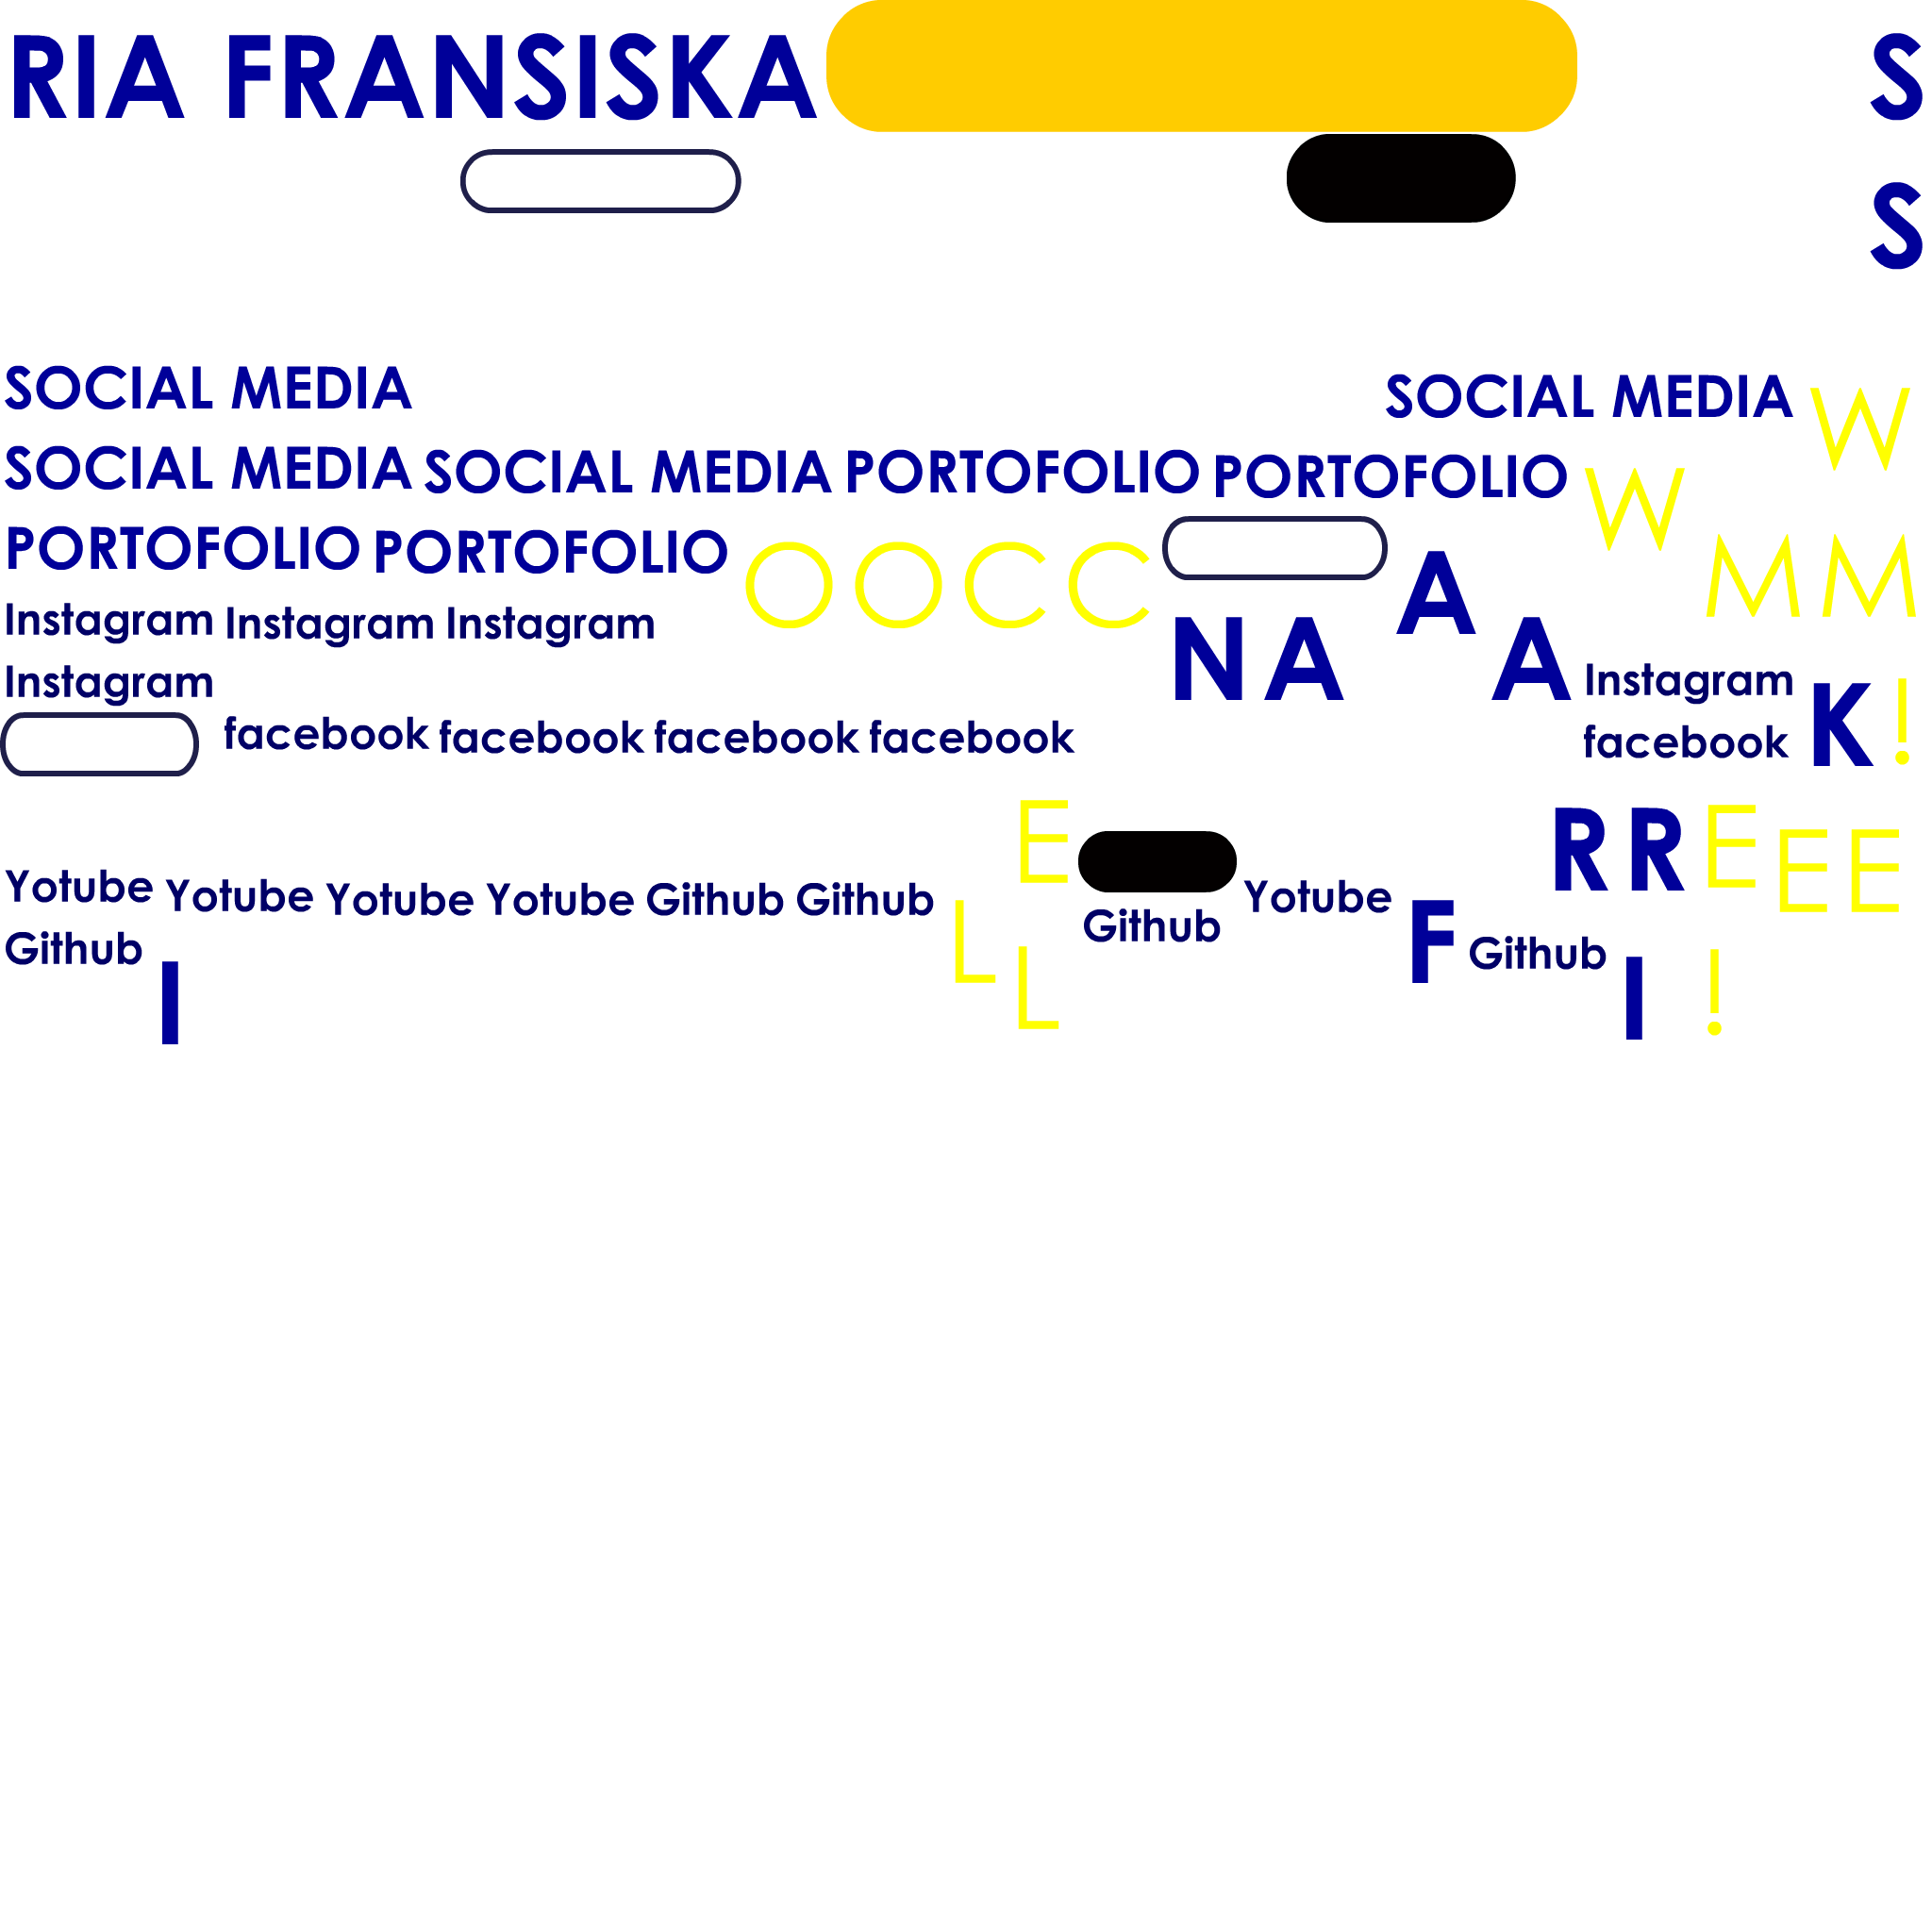 RIA FRANSISKA S
S
SOCIAL MEDIA SOCIAL MEDIA W
SOCIAL MEDIA SOCIAL MEDIA PORTOFOLIO PORTOFOLIO W
PORTOFOLIO PORTOFOLIO O O C C A M M
Instagram Instagram Instagram N A A
Instagram Instagram K !
facebook facebook facebook facebook facebook
E R R E E E
Yotube Yotube Yotube Yotube Github Github Yotube
L Github F
Github Github
I L I !